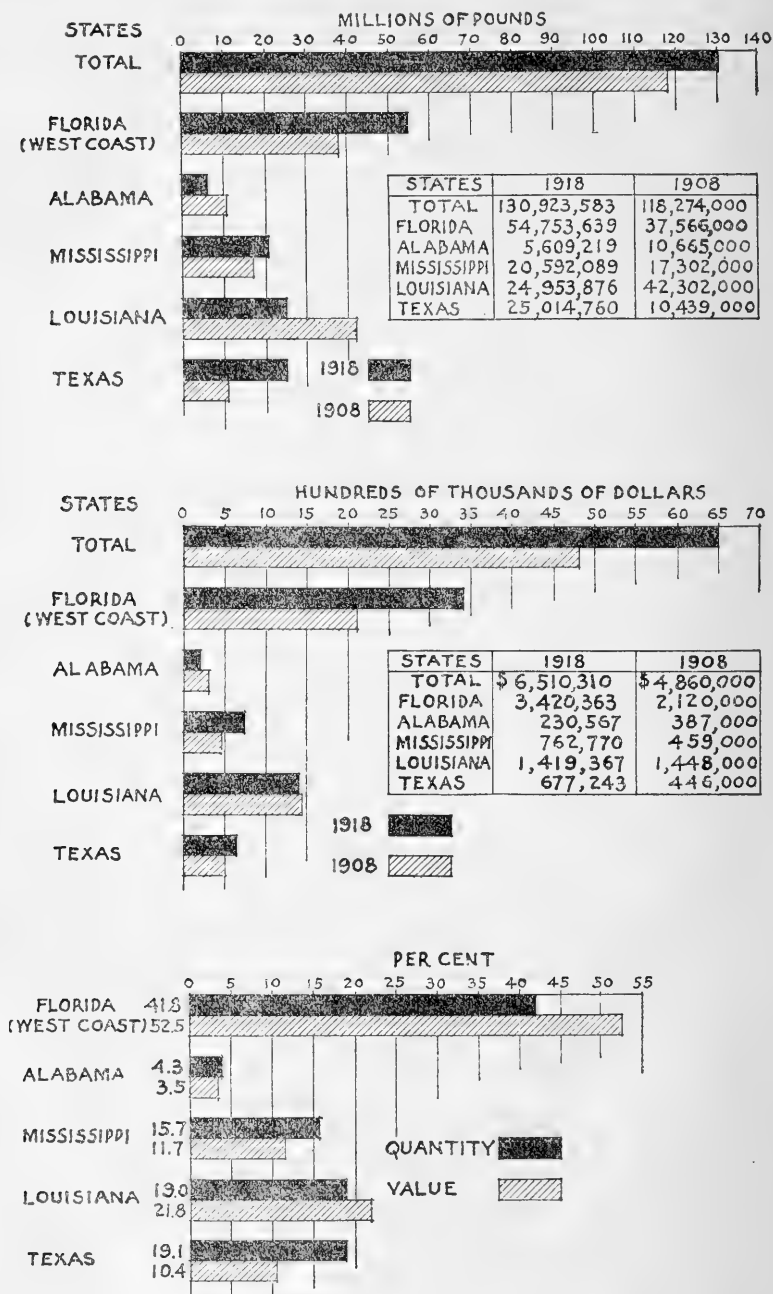 MILLIONS OF POUNDS
STATES
0 10 20 30 40 50 60 70 80 90 100 110 120 130 140
TOTAL
FLORIDA
(WEST COAST)
ALABAMA
MISSISSIPPI
LOUISIANA
TEXAS
STATES 1918 1908
TOTAL 130,923,583 118,274,000
FLORIDA 54,753,639 37,566,000
ALABAMA 5,609,219 10,665,000
MISSISSIPPI 20,592,089 17,302,000
LOUISIANA 24,953,876 42,302,000
TEXAS 25,014,760 10,439,000
1918
1908
HUNDREDS OF THOUSANDS OF DOLLARS
STATES
0 5 10 15 20 25 30 35 40 45 50 55 60 65 70
TOTAL
FLORIDA
(WEST COAST)
ALABAMA
MISSISSIPPI
LOUISIANA
TEXAS
STATES 1918 1908
TOTAL $6,510,310 $4,860,000
FLORIDA 3,420,363 2,120,000
ALABAMA 230,567 387,000
MISSISSIPPI 762,770 459,000
LOUISIANA 1,419,367 1,448,000
TEXAS 677,243 446,000
1918
1908
PER CENT
0 5 10 15 20 25 30 35 40 45 50 55
FLORIDA 41.8
(WEST COAST) 52.5
ALABAMA 4.3
3.5
MISSISSIPPI 15.7
11.7
LOUISIANA 19.0
21.8
TEXAS 19.1
10.4
QUANTITY
VALUE